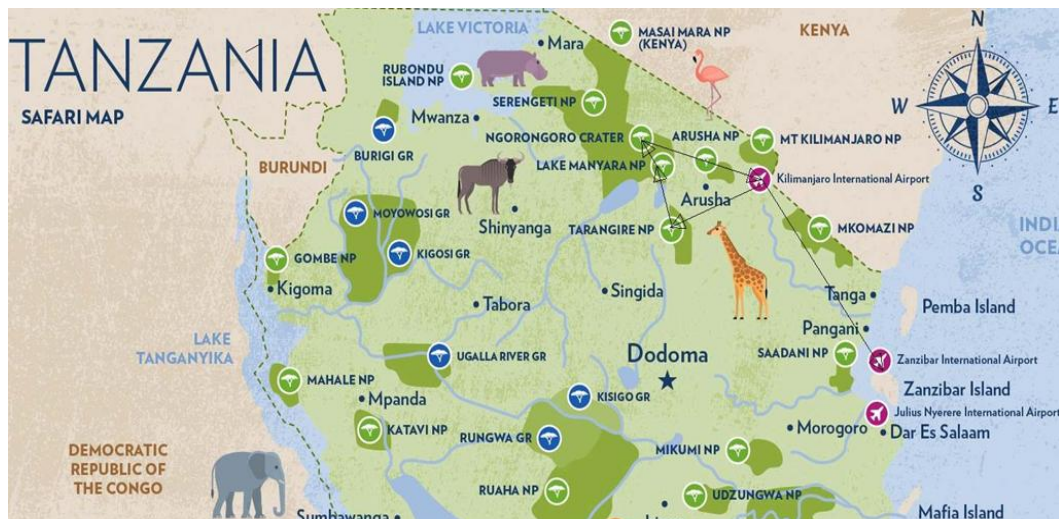 TANZANIA
SAFARI MAP
LAKE VICTORIA
Mara
MASAI MARA NP
(KENYA)
KENYA
N
W
E
S
RUBONDU
ISLAND NP
SERENGETI NP
Mwanza
NGORONGORO CRATER
ARUSHA NP
MT KILIMANJARO NP
BURIGI GR
BURUNDI
LAKE MANYARA NP
Kilimanjaro International Airport
Arusha
MOYOWOSI GR
Shinyanga
TARANGIRE NP
MKOMAZI NP
INDI
OCEA
GOMBE NP
KIGOSI GR
Kigoma
Tabora
Singida
Tanga
Pemba Island
Pangani
LAKE
TANGANYIKA
UGALLA RIVER GR
Dodoma
SAADANI NP
Zanzibar International Airport
MAHALE NP
Mpanda
KISIGO GR
Zanzibar Island
Julius Nyerere International Airport
KATAVI NP
RUNGWA GR
Morogoro
Dar Es Salaam
DEMOCRATIC
REPUBLIC OF
THE CONGO
MIKUMI NP
RUAHA NP
UDZUNGWA NP
Mafia Island
Sumbawanga